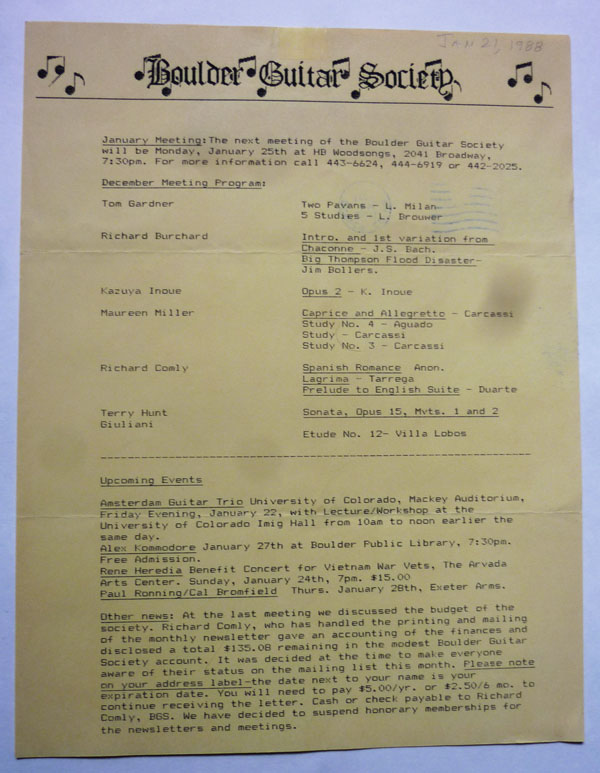 Jan 21, 1988
Boulder Guitar Society
January Meeting: The next meeting of the Boulder Guitar Society
will be Monday, January 25th at HB Woodsongs, 2041 Broadway,
7:30pm. For more information call 443-6624, 444-6919 or 442-2025.
December Meeting Program:
Tom Gardner Two Pavans - L. Milan
5 Studies - L. Brouwer
Richard Burchard Intro. and 1st variation from
Chaconne - J.S. Bach.
Big Thompson Flood Disaster-
Jim Bollers.
Kazuya Inoue Opus 2 - K. Inoue
Maureen Miller Caprice and Allegretto - Carcassi
Study No. 4 - Aguado
Study - Carcassi
Study No. 3 - Carcassi
Richard Comly Spanish Romance Anon.
Lagrima - Tarrega
Prelude to English Suite - Duarte
Terry Hunt Sonata, Opus 15, Mvts. 1 and 2
Giuliani
Etude No. 12- Villa Lobos
Upcoming Events
Amsterdam Guitar Trio University of Colorado, Mackey Auditorium,
Friday Evening, January 22, with Lecture/Workshop at the
University of Colorado Imig Hall from 10am to noon earlier the
same day.
Alex Kommodore January 27th at Boulder Public Library, 7:30pm.
Free Admission.
Rene Heredia Benefit Concert for Vietnam War Vets, The Arvada
Arts Center. Sunday, January 24th, 7pm. $15.00
Paul Ronning/Cal Bromfield Thurs. January 28th, Exeter Arms.
Other news: At the last meeting we discussed the budget of the
society. Richard Comly, who has handled the printing and mailing
of the monthly newsletter gave an accounting of the finances and
disclosed a total $135.08 remaining in the modest Boulder Guitar
Society account. It was decided at the time to make everyone
aware of their status on the mailing list this month. Please note
on your address label-the date next to your name is your
expiration date. You will need to pay $5.00/yr. or $2.50/6 mo. to
continue receiving the letter. Cash or check payable to Richard
Comly, BGS. We have decided to suspend honorary memberships for
the newsletters and meetings.